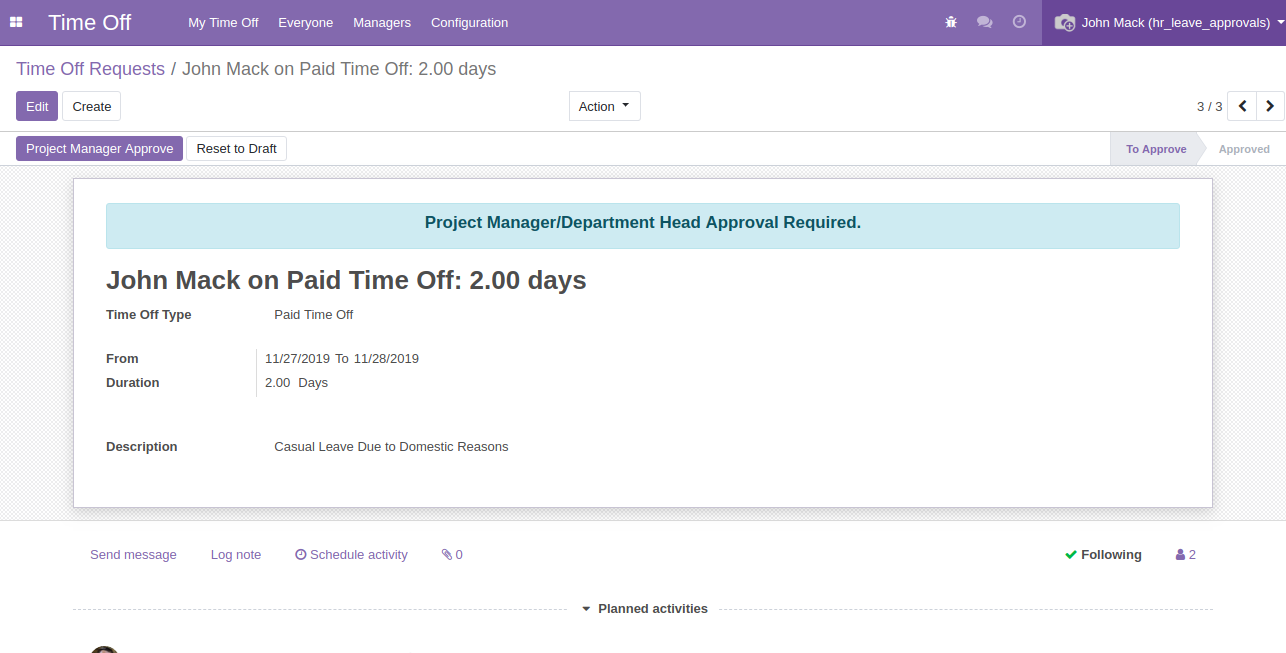 Time Off My Time Off Everyone Managers Configuration John Mack (hr_leave_approvals)
Time Off Requests / John Mack on Paid Time Off: 2.00 days
Edit Create Action 3 / 3
Project Manager Approve Reset to Draft To Approve Approved
Project Manager/Department Head Approval Required.
John Mack on Paid Time Off: 2.00 days
Time Off Type Paid Time Off
From 11/27/2019 To 11/28/2019
Duration 2.00 Days
Description Casual Leave Due to Domestic Reasons
Send message Log note Schedule activity 0 Following 2
Planned activities